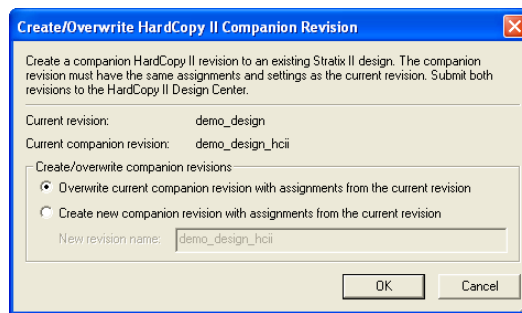 Create/Overwrite HardCopy II Companion Revision
Create a companion HardCopy II revision to an existing Stratix II design. The companion
revision must have the same assignments and settings as the current revision. Submit both
revisions to the HardCopy II Design Center.
Current revision: demo_design
Current companion revision: demo_design_hcii
Create/overwrite companion revisions
Overwrite current companion revision with assignments from the current revision
Create new companion revision with assignments from the current revision
New revision name: demo_design_hcii
OK Cancel